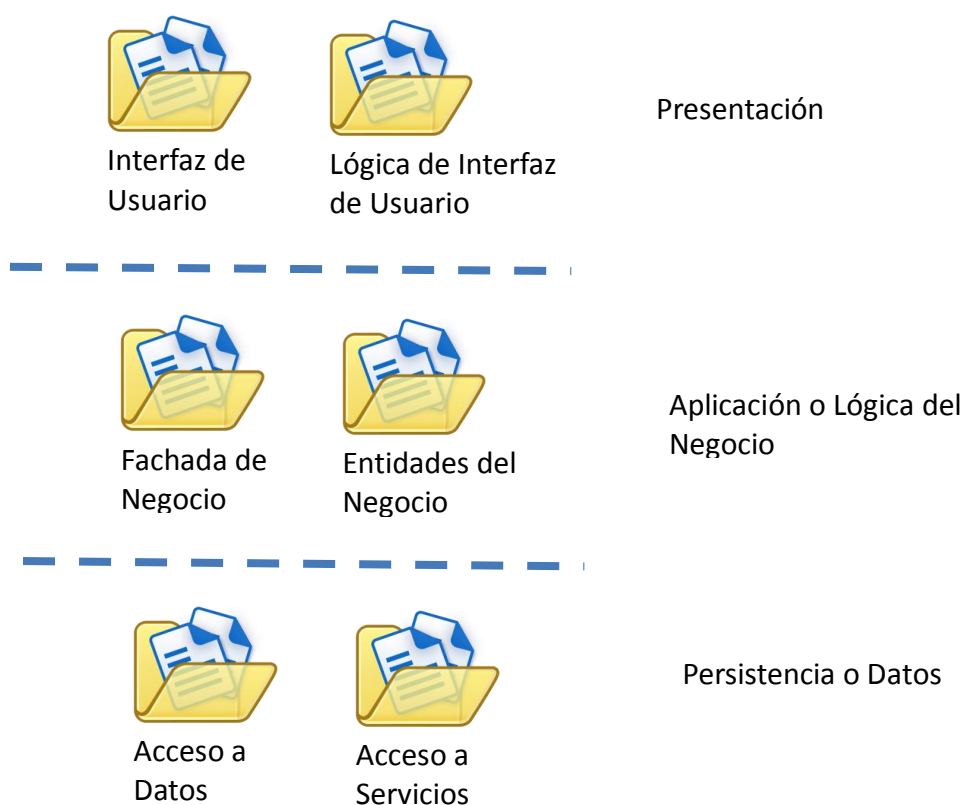 Interfaz de
Usuario
Lógica de Interfaz
de Usuario
Presentación
Fachada de
Negocio
Entidades del
Negocio
Aplicación o Lógica del
Negocio
Acceso a
Datos
Acceso a
Servicios
Persistencia o Datos